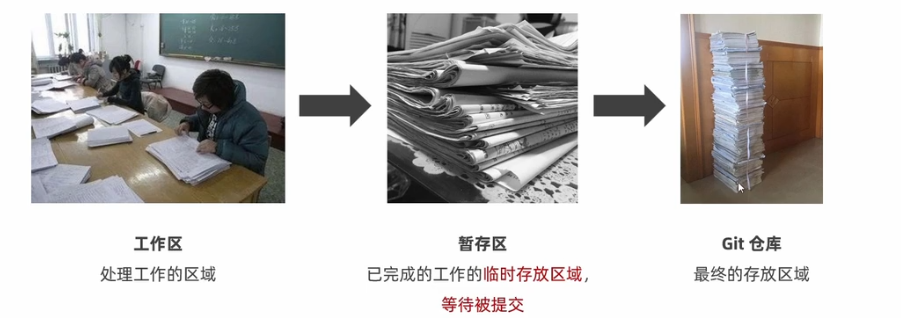 工作区
处理工作的区域
暂存区
已完成的工作的临时存放区域，
等待被提交
Git 仓库
最终的存放区域